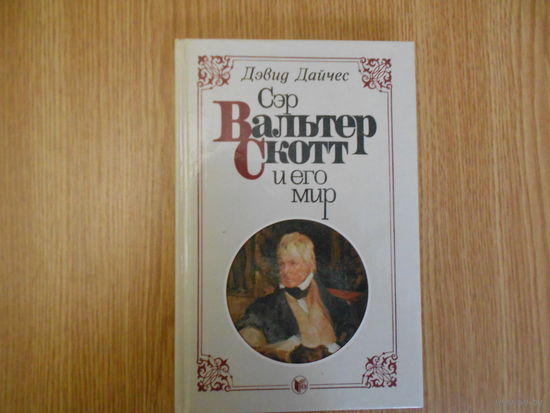 Дэвид Дайчес
Сэр
Вальтер
Скотт
и его
мир